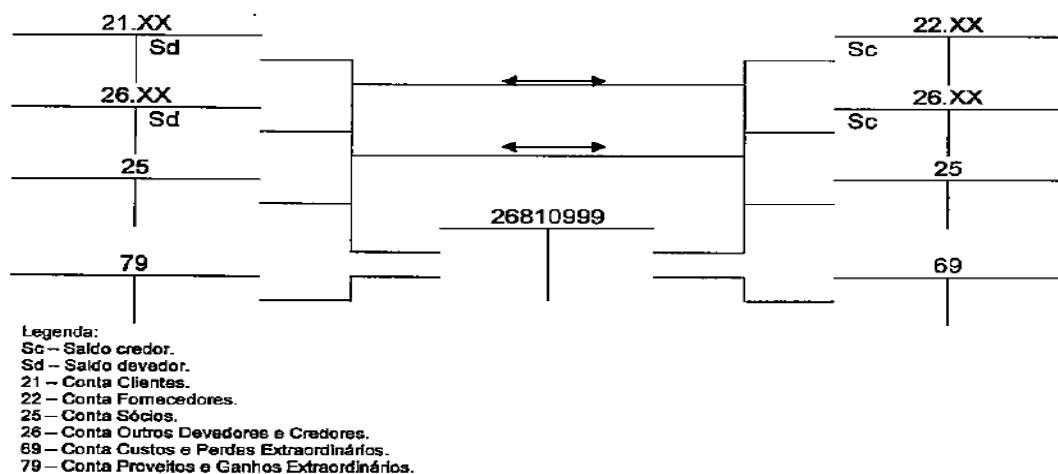 21.XX 22.XX
Sd Sc
26.XX 26.XX
Sd Sc
25 25
26810999
79 69
Legenda:
Sc – Saldo credor.
Sd – Saldo devedor.
21 – Conta Clientes.
22 – Conta Fornecedores.
25 – Conta Sócios.
26 – Conta Outros Devedores e Credores.
69 – Conta Custos e Perdas Extraordinários.
79 – Conta Proveitos e Ganhos Extraordinários.